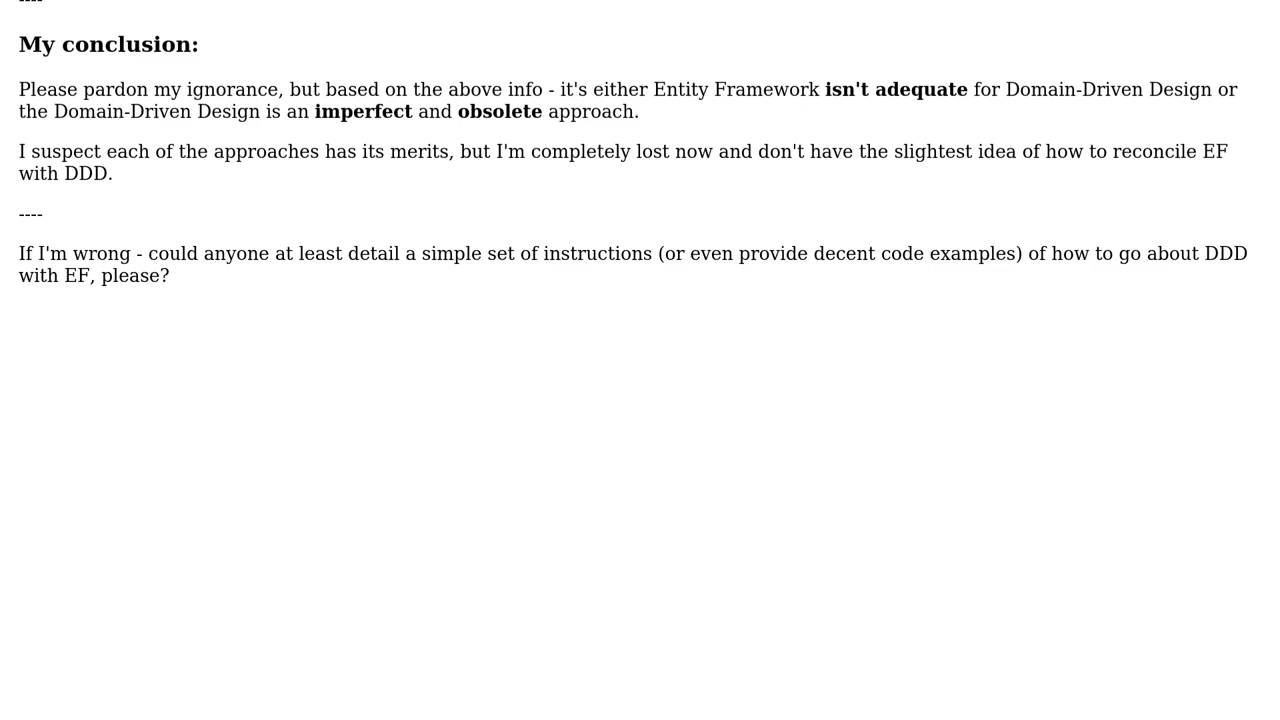 ----
My conclusion:
Please pardon my ignorance, but based on the above info - it's either Entity Framework isn't adequate for Domain-Driven Design or
the Domain-Driven Design is an imperfect and obsolete approach.
I suspect each of the approaches has its merits, but I'm completely lost now and don't have the slightest idea of how to reconcile EF
with DDD.
----
If I'm wrong - could anyone at least detail a simple set of instructions (or even provide decent code examples) of how to go about DDD
with EF, please?